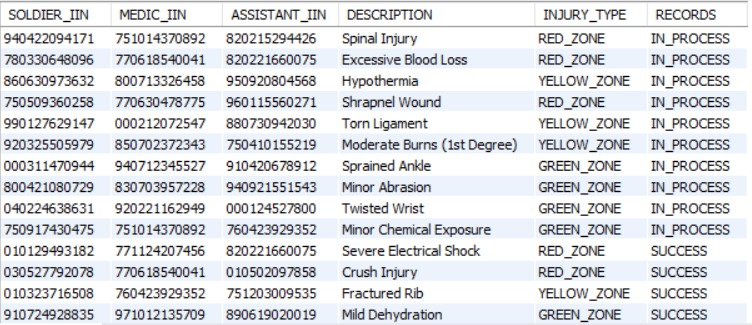 SOLDIER_IIN MEDIC_IIN ASSISTANT_IIN DESCRIPTION INJURY_TYPE RECORDS
940422094171 751014370892 820215294426 Spinal Injury RED_ZONE IN_PROCESS
780330648096 770618540041 820221660075 Excessive Blood Loss RED_ZONE IN_PROCESS
860630973632 800713326458 950920804568 Hypothermia YELLOW_ZONE IN_PROCESS
750509360258 770630478775 960115560271 Shrapnel Wound RED_ZONE IN_PROCESS
990127629147 000212072547 880730942030 Torn Ligament YELLOW_ZONE IN_PROCESS
920325505979 850702372343 750410155219 Moderate Burns (1st Degree) YELLOW_ZONE IN_PROCESS
000311470944 940712345527 910420678912 Sprained Ankle GREEN_ZONE IN_PROCESS
800421080729 830703957228 940921551543 Minor Abrasion GREEN_ZONE IN_PROCESS
040224638631 920221162949 000124527800 Twisted Wrist GREEN_ZONE IN_PROCESS
750917430475 751014370892 760423929352 Minor Chemical Exposure GREEN_ZONE IN_PROCESS
010129493182 771124207456 820221660075 Severe Electrical Shock RED_ZONE SUCCESS
030527792078 770618540041 010502097858 Crush Injury RED_ZONE SUCCESS
010323716508 760423929352 751203009535 Fractured Rib YELLOW_ZONE SUCCESS
910724928835 971012135709 890619020019 Mild Dehydration GREEN_ZONE SUCCESS